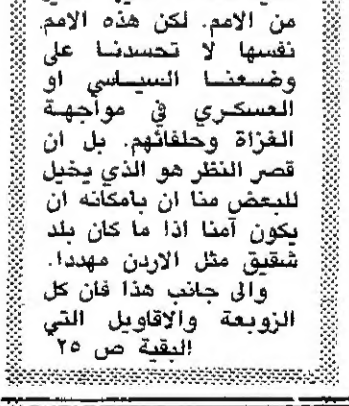 من الامم. لكن هذه الامم
نفسها لا تحسدنا على
وضعنا السياسي او
العسكري في مواجهة
الغزاة وحلفائهم. بل ان
قصر النظر هو الذي يخيل
للبعض منا ان بامكانه ان
يكون آمنا اذا ما كان بلد
شقيق مثل الاردن مهددا.
والى جانب هذا فان كل
الزوبعة والاقاويل التي
البقية ص ٢٥